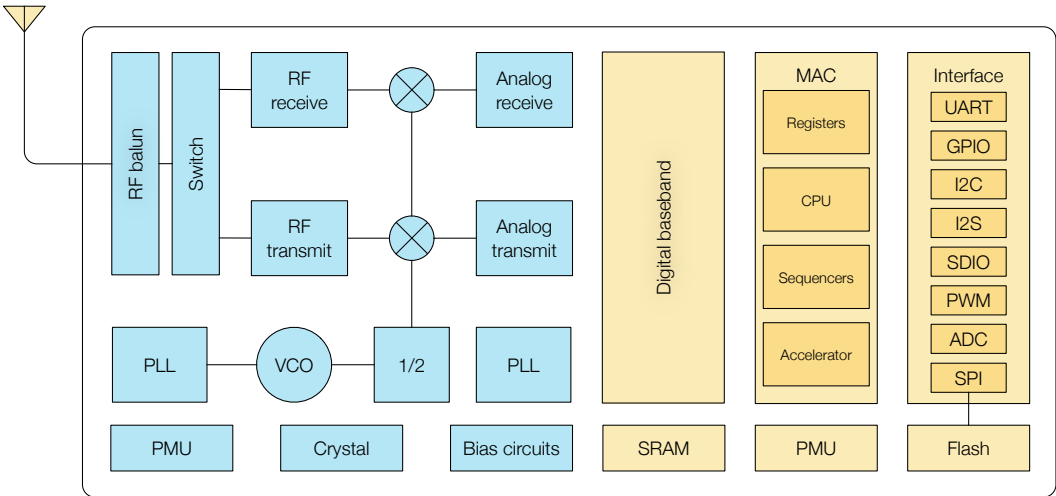 RF balun
Switch
RF
receive
Analog
receive
RF
transmit
Analog
transmit
PLL
VCO
1/2
PLL
PMU
Crystal
Bias circuits
Digital baseband
SRAM
MAC
Registers
CPU
Sequencers
Accelerator
PMU
Interface
UART
GPIO
I2C
I2S
SDIO
PWM
ADC
SPI
Flash